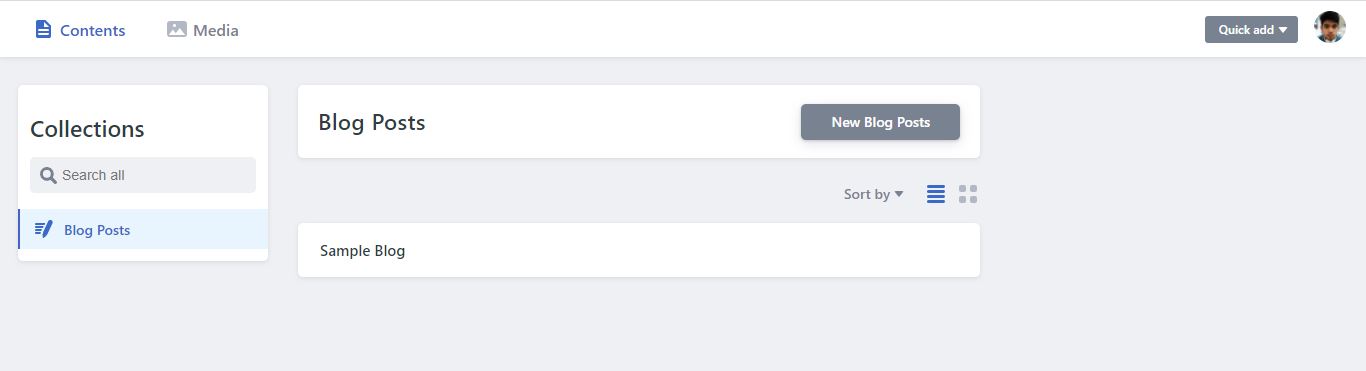 Contents
Media
Quick add
Collections
Search all
Blog Posts
Blog Posts
New Blog Posts
Sort by
Sample Blog